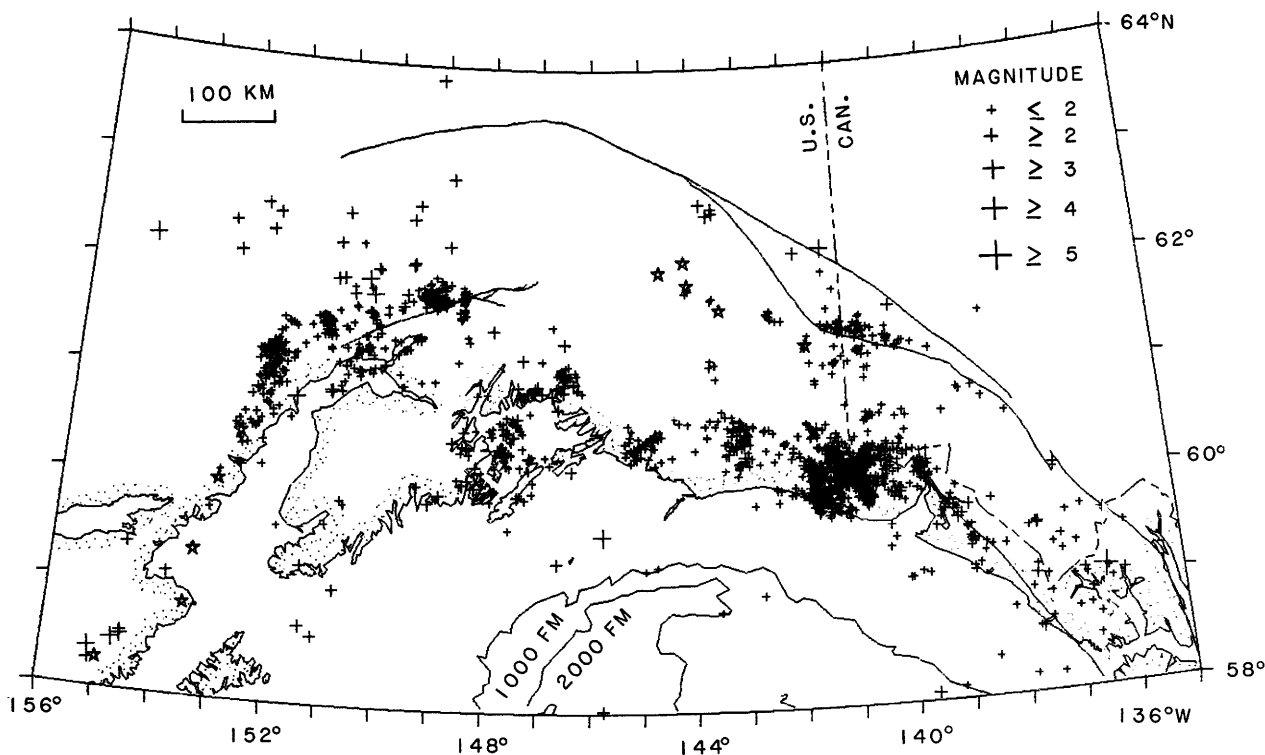 64°N
100 KM
MAGNITUDE
≤ 2
≥ 2
≥ 3
≥ 4
≥ 5
U.S.
CAN.
62°
60°
58°
1000 FM
2000 FM
156°
152°
148°
144°
140°
136°W